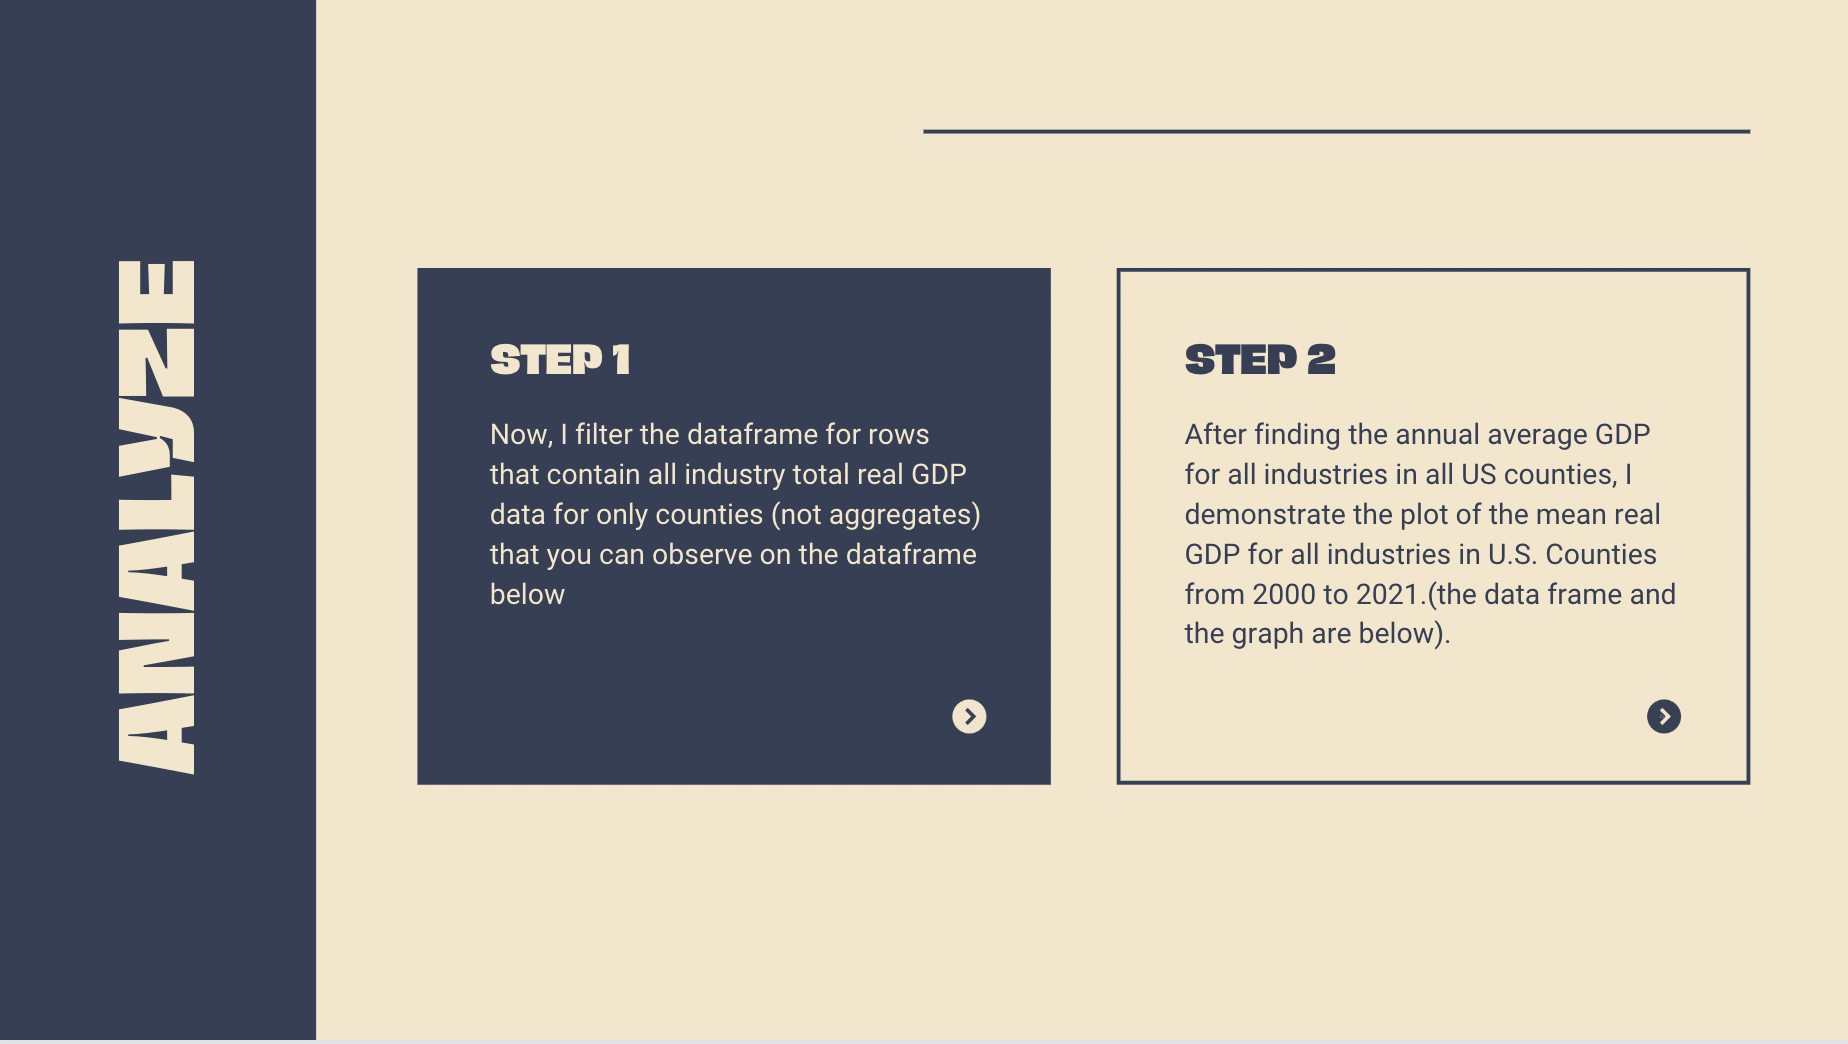 ANALYZE
STEP 1
Now, I filter the dataframe for rows
that contain all industry total real GDP
data for only counties (not aggregates)
that you can observe on the dataframe
below
STEP 2
After finding the annual average GDP
for all industries in all US counties, I
demonstrate the plot of the mean real
GDP for all industries in U.S. Counties
from 2000 to 2021.(the data frame and
the graph are below).